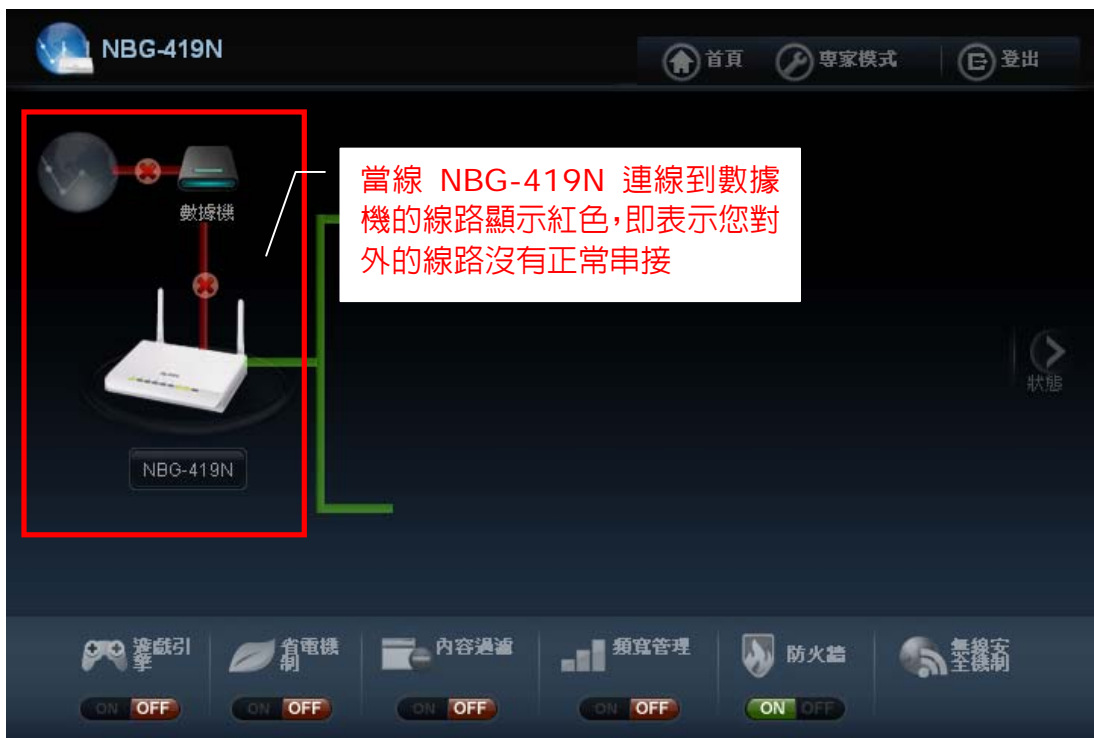 NBG-419N
首頁
專家模式
登出
數據機
當線 NBG-419N 連線到數據
機的線路顯示紅色,即表示您對
外的線路沒有正常串接
狀態
NBG-419N
遊戲引
擎
省電機
制
內容過濾
頻寬管理
防火牆
無線安
全機制
ON OFF
ON OFF
ON OFF
ON OFF
ON OFF